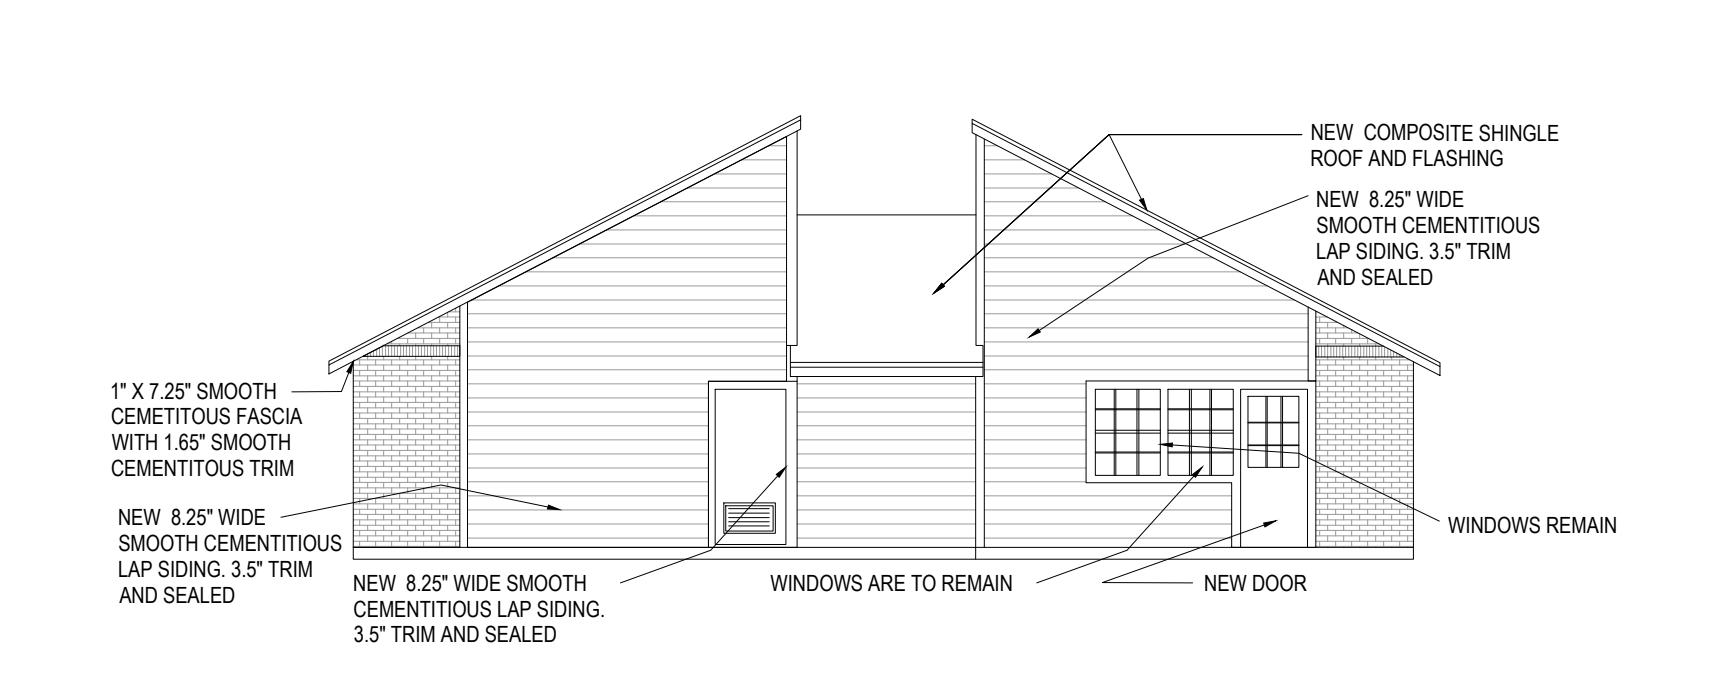 NEW  COMPOSITE SHINGLE
ROOF AND FLASHING
NEW  8.25" WIDE
SMOOTH CEMENTITIOUS
LAP SIDING. 3.5" TRIM
AND SEALED
1" X 7.25" SMOOTH
CEMETITOUS FASCIA
WITH 1.65" SMOOTH
CEMENTITOUS TRIM
NEW  8.25" WIDE
SMOOTH CEMENTITIOUS
LAP SIDING. 3.5" TRIM
AND SEALED
NEW  8.25" WIDE SMOOTH
CEMENTITIOUS LAP SIDING.
3.5" TRIM AND SEALED
WINDOWS ARE TO REMAIN
NEW DOOR
WINDOWS REMAIN